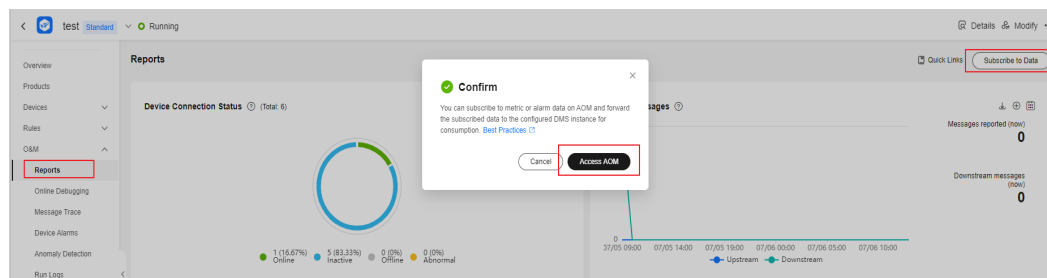 test Standard Running Details Modify
Overview
Products
Devices
Rules
O&M
Reports
Online Debugging
Message Trace
Device Alarms
Anomaly Detection
Run Logs
Reports
Quick Links Subscribe to Data
Device Connection Status (Total: 6)
1 (16.67%) Online
5 (83.33%) Inactive
0 (0%) Offline
0 (0%) Abnormal
Confirm
You can subscribe to metric or alarm data on AOM and forward
the subscribed data to the configured DMS instance for
consumption. Best Practices
Cancel Access AOM
sages
Messages reported (now)
0
Downstream messages
(now)
0
0
07/05 09:00 07/05 14:00 07/05 19:00 07/06 00:00 07/06 05:00 07/06 10:00
Upstream Downstream